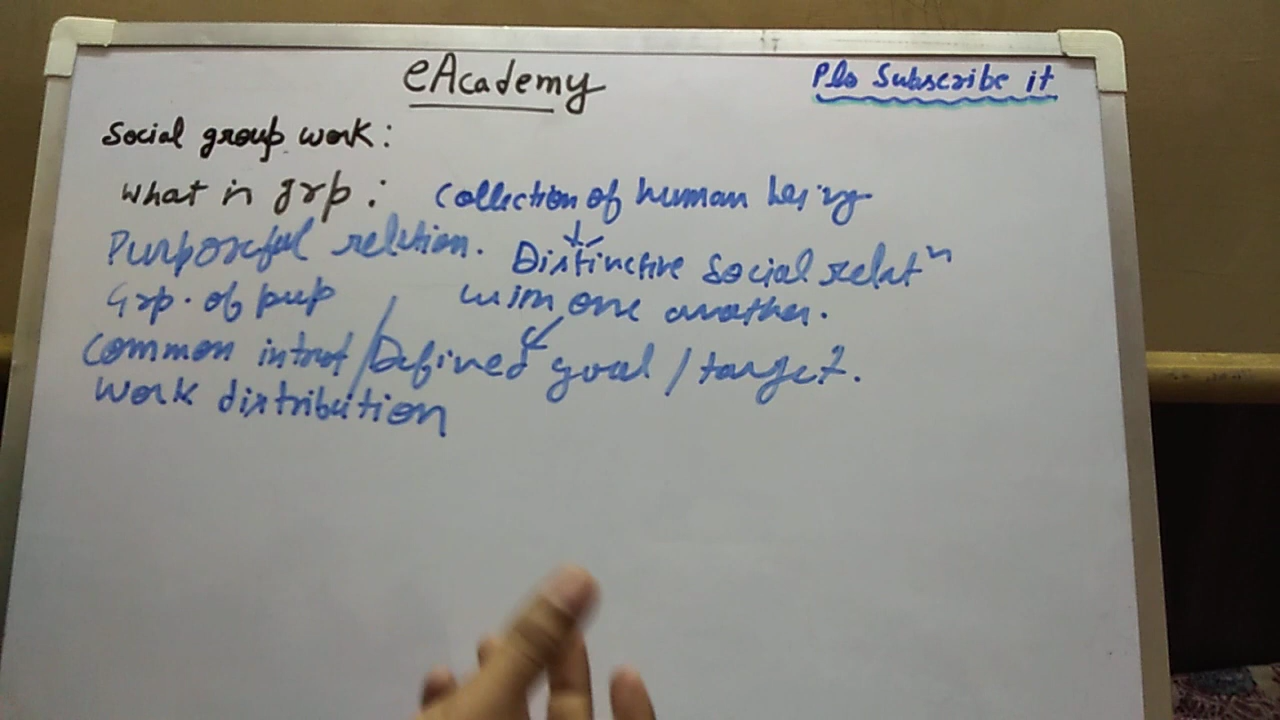 eAcademy
Pls Subscribe it
Social group work:
What is grp: Collection of human being
Purposeful relation. Distinctive Social relatn
Grp. of pup / with one another.
Common intrest / Defined goal / target.
Work distribution